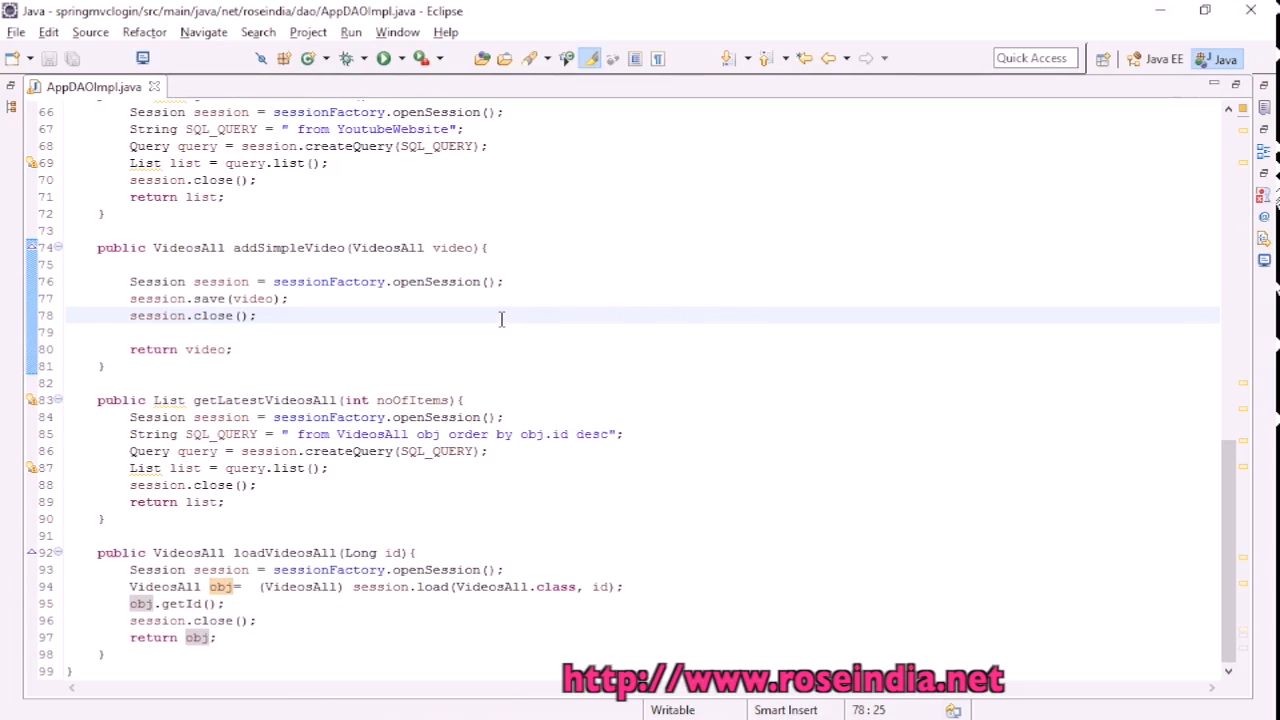 Java - springmvclogin/src/main/java/net/roseindia/dao/AppDAOImpl.java - Eclipse
File Edit Source Refactor Navigate Search Project Run Window Help
Quick Access Java EE Java
AppDAOImpl.java
66 Session session = sessionFactory.openSession();
67 String SQL_QUERY = " from YoutubeWebsite";
68 Query query = session.createQuery(SQL_QUERY);
69 List list = query.list();
70 session.close();
71 return list;
72 }
73
74 public VideosAll addSimpleVideo(VideosAll video){
75
76 Session session = sessionFactory.openSession();
77 session.save(video);
78 session.close();
79
80 return video;
81 }
82
83 public List getLatestVideosAll(int noOfItems){
84 Session session = sessionFactory.openSession();
85 String SQL_QUERY = " from VideosAll obj order by obj.id desc";
86 Query query = session.createQuery(SQL_QUERY);
87 List list = query.list();
88 session.close();
89 return list;
90 }
91
92 public VideosAll loadVideosAll(Long id){
93 Session session = sessionFactory.openSession();
94 VideosAll obj= (VideosAll) session.load(VideosAll.class, id);
95 obj.getId();
96 session.close();
97 return obj;
98 }
99 }
http://www.roseindia.net
Writable Smart Insert 78 : 25